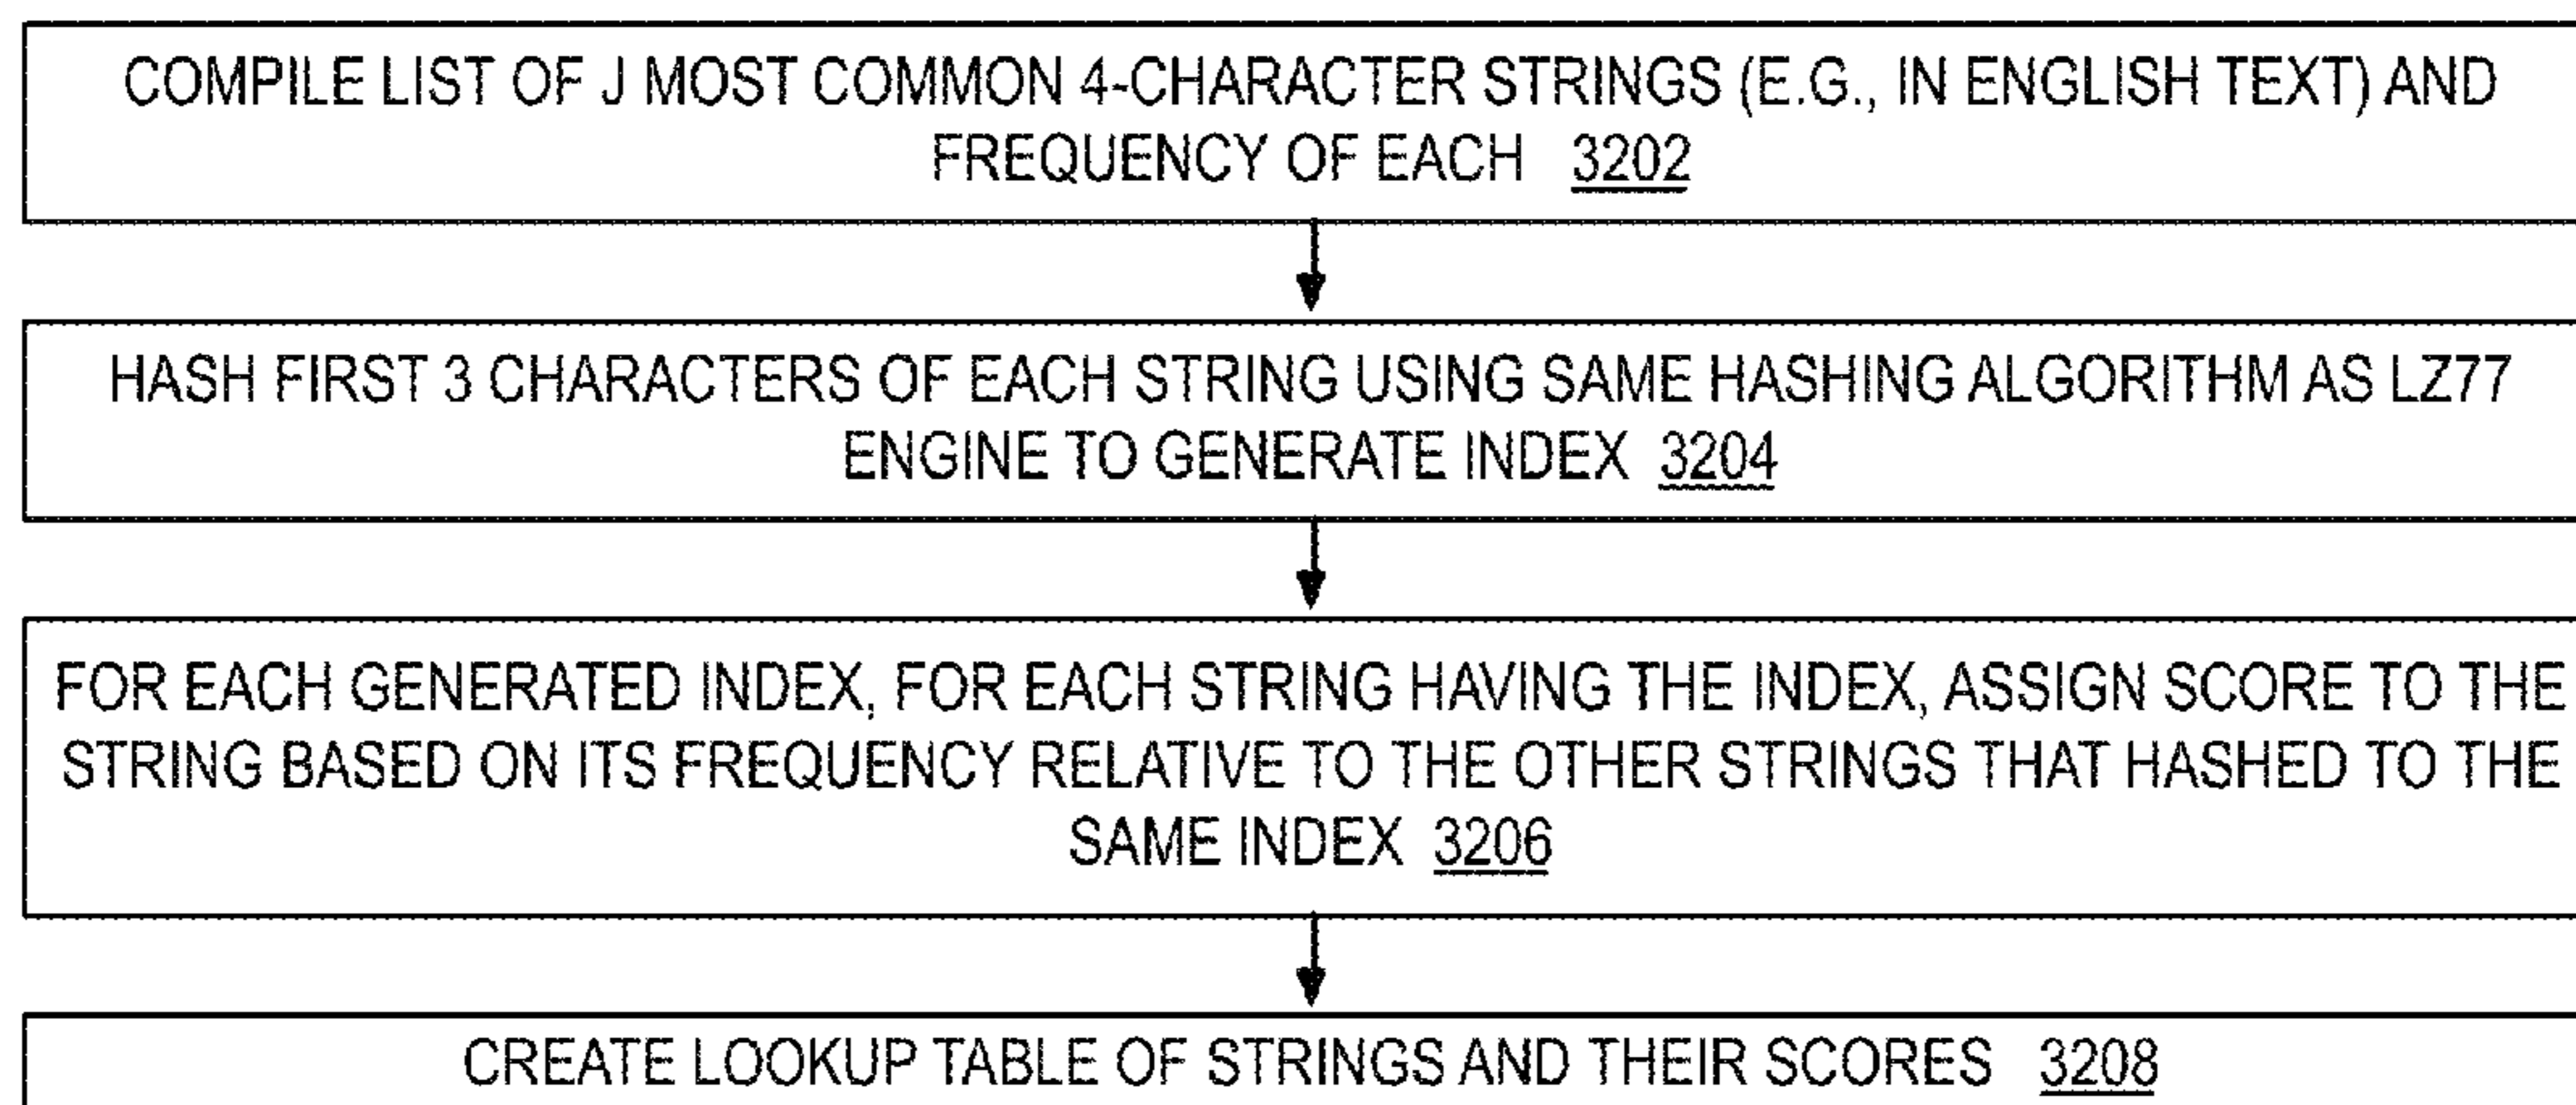 COMPILE LIST OF J MOST COMMON 4-CHARACTER STRINGS (E.G., IN ENGLISH TEXT) AND
FREQUENCY OF EACH 3202
HASH FIRST 3 CHARACTERS OF EACH STRING USING SAME HASHING ALGORITHM AS LZ77
ENGINE TO GENERATE INDEX 3204
FOR EACH GENERATED INDEX, FOR EACH STRING HAVING THE INDEX, ASSIGN SCORE TO THE
STRING BASED ON ITS FREQUENCY RELATIVE TO THE OTHER STRINGS THAT HASHED TO THE
SAME INDEX 3206
CREATE LOOKUP TABLE OF STRINGS AND THEIR SCORES 3208